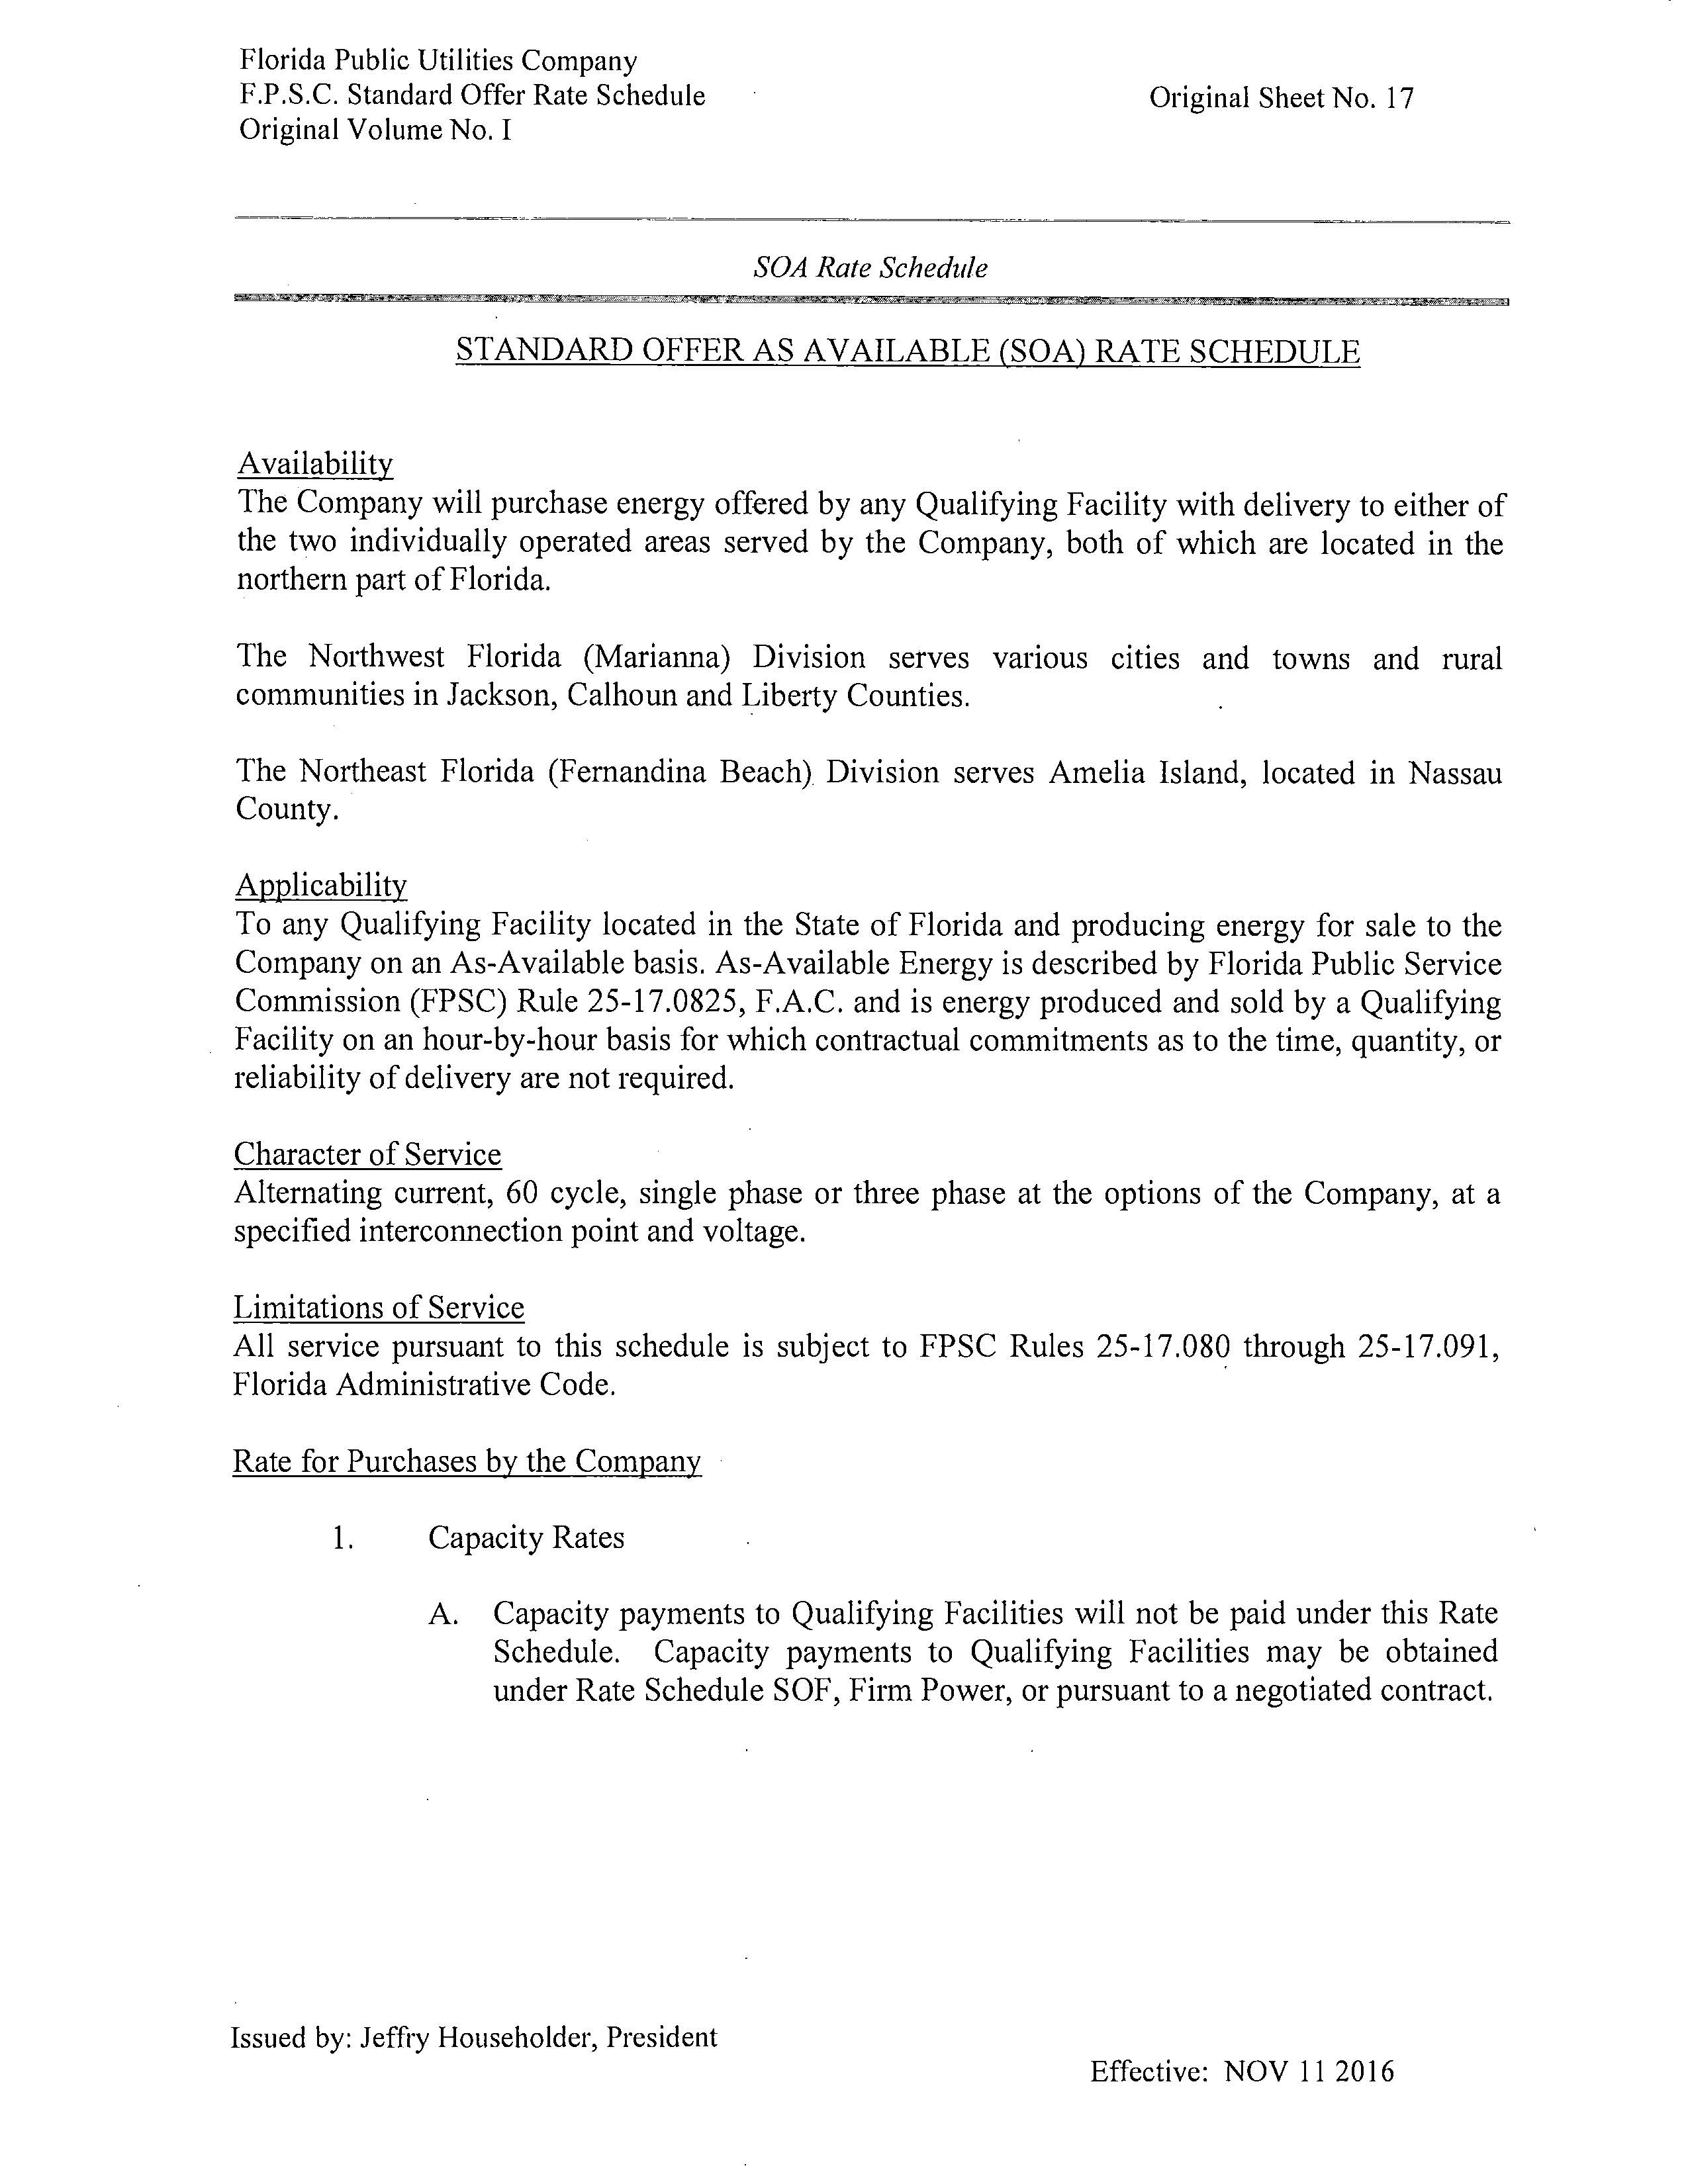 Florida Public Utilities Company
F.P.S.C. Standard Offer Rate Schedule
Original Sheet No. 17
Original Volume No. I
SOA Rate Schedule
STANDARD OFFER AS AVAILABLE (SOA) RATE SCHEDULE
Availability
The Company will purchase energy offered by any Qualifying Facility with delivery to either of
the two individually operated areas served by the Company, both of which are located in the
northern part of Florida.
The Northwest Florida (Marianna) Division serves various cities and towns and rural
communities in Jackson, Calhoun and Liberty Counties.
The Northeast Florida (Fernandina Beach) Division serves Amelia Island, located in Nassau
County.
Applicability
To any Qualifying Facility located in the State of Florida and producing energy for sale to the
Company on an As-Available basis. As-Available Energy is described by Florida Public Service
Commission (FPSC) Rule 25-17.0825, F.A.C. and is energy produced and sold by a Qualifying
Facility on an hour-by-hour basis for which contractual commitments as to the time, quantity, or
reliability of delivery are not required.
Character of Service
Alternating current, 60 cycle, single phase or three phase at the options of the Company, at a
specified interconnection point and voltage.
Limitations of Service
All service pursuant to this schedule is subject to FPSC Rules 25-17.080 through 25-17.091,
Florida Administrative Code.
Rate for Purchases by the Company
1. Capacity Rates
A. Capacity payments to Qualifying Facilities will not be paid under this Rate
Schedule. Capacity payments to Qualifying Facilities may be obtained
under Rate Schedule SOF, Firm Power, or pursuant to a negotiated contract.
Issued by: Jeffry Householder, President
Effective: NOV 11 2016